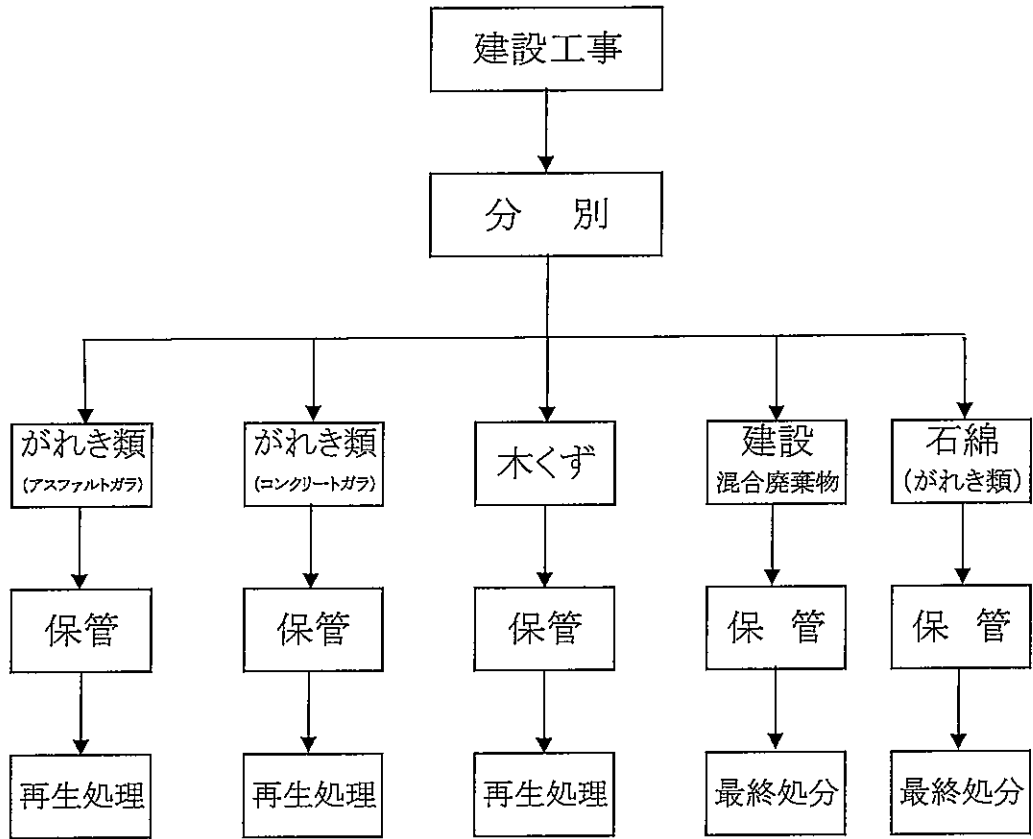 建設工事
分 別
がれき類
(アスファルトガラ)
がれき類
(コンクリートガラ)
木くず
建設
混合廃棄物
石綿
(がれき類)
保管
保管
保管
保 管
保 管
再生処理
再生処理
再生処理
最終処分
最終処分